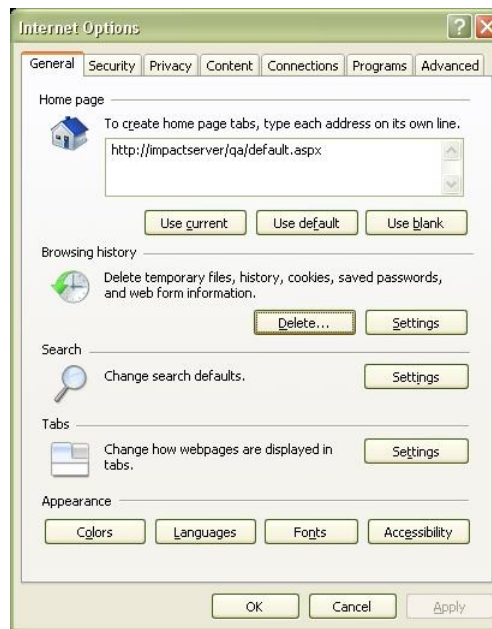 Internet Options
General Security Privacy Content Connections Programs Advanced
Home page
To create home page tabs, type each address on its own line.
http://impactserver/qa/default.aspx
Use current Use default Use blank
Browsing history
Delete temporary files, history, cookies, saved passwords,
and web form information.
Delete... Settings
Search
Change search defaults.
Settings
Tabs
Change how webpages are displayed in
tabs.
Settings
Appearance
Colors Languages Fonts Accessibility
OK Cancel Apply